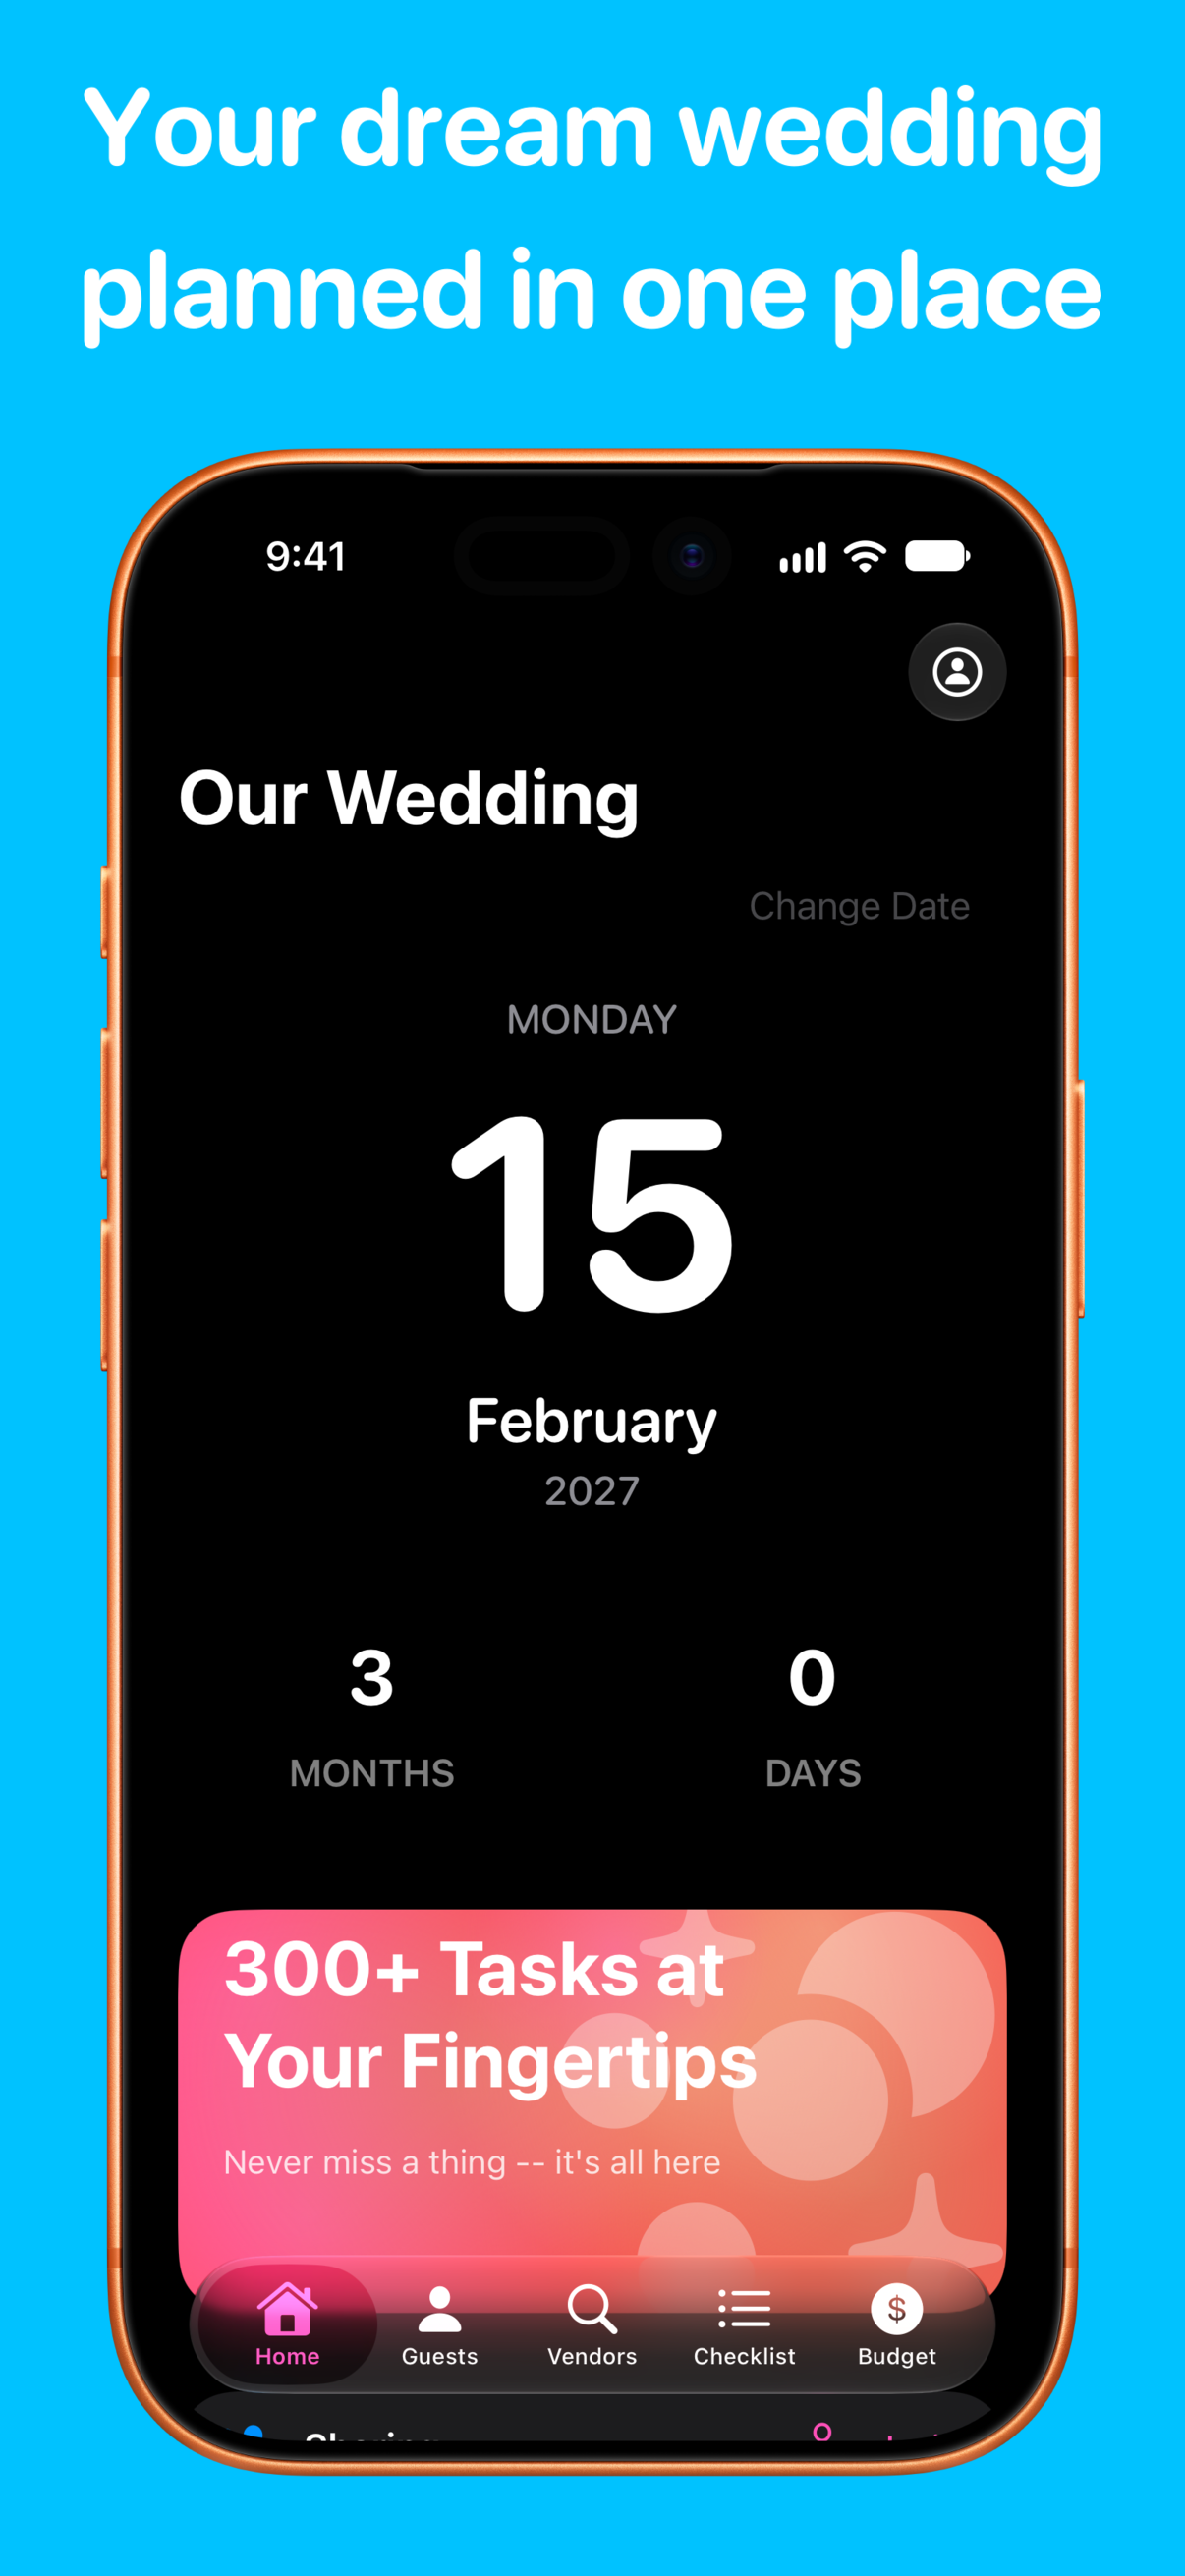 Your dream wedding
planned in one place
9:41
Our Wedding
Change Date
MONDAY
15
February
2027
3
0
MONTHS
DAYS
300+ Tasks at
Your Fingertips
Never miss a thing -- it's all here
Home
Guests
Vendors
Checklist
Budget